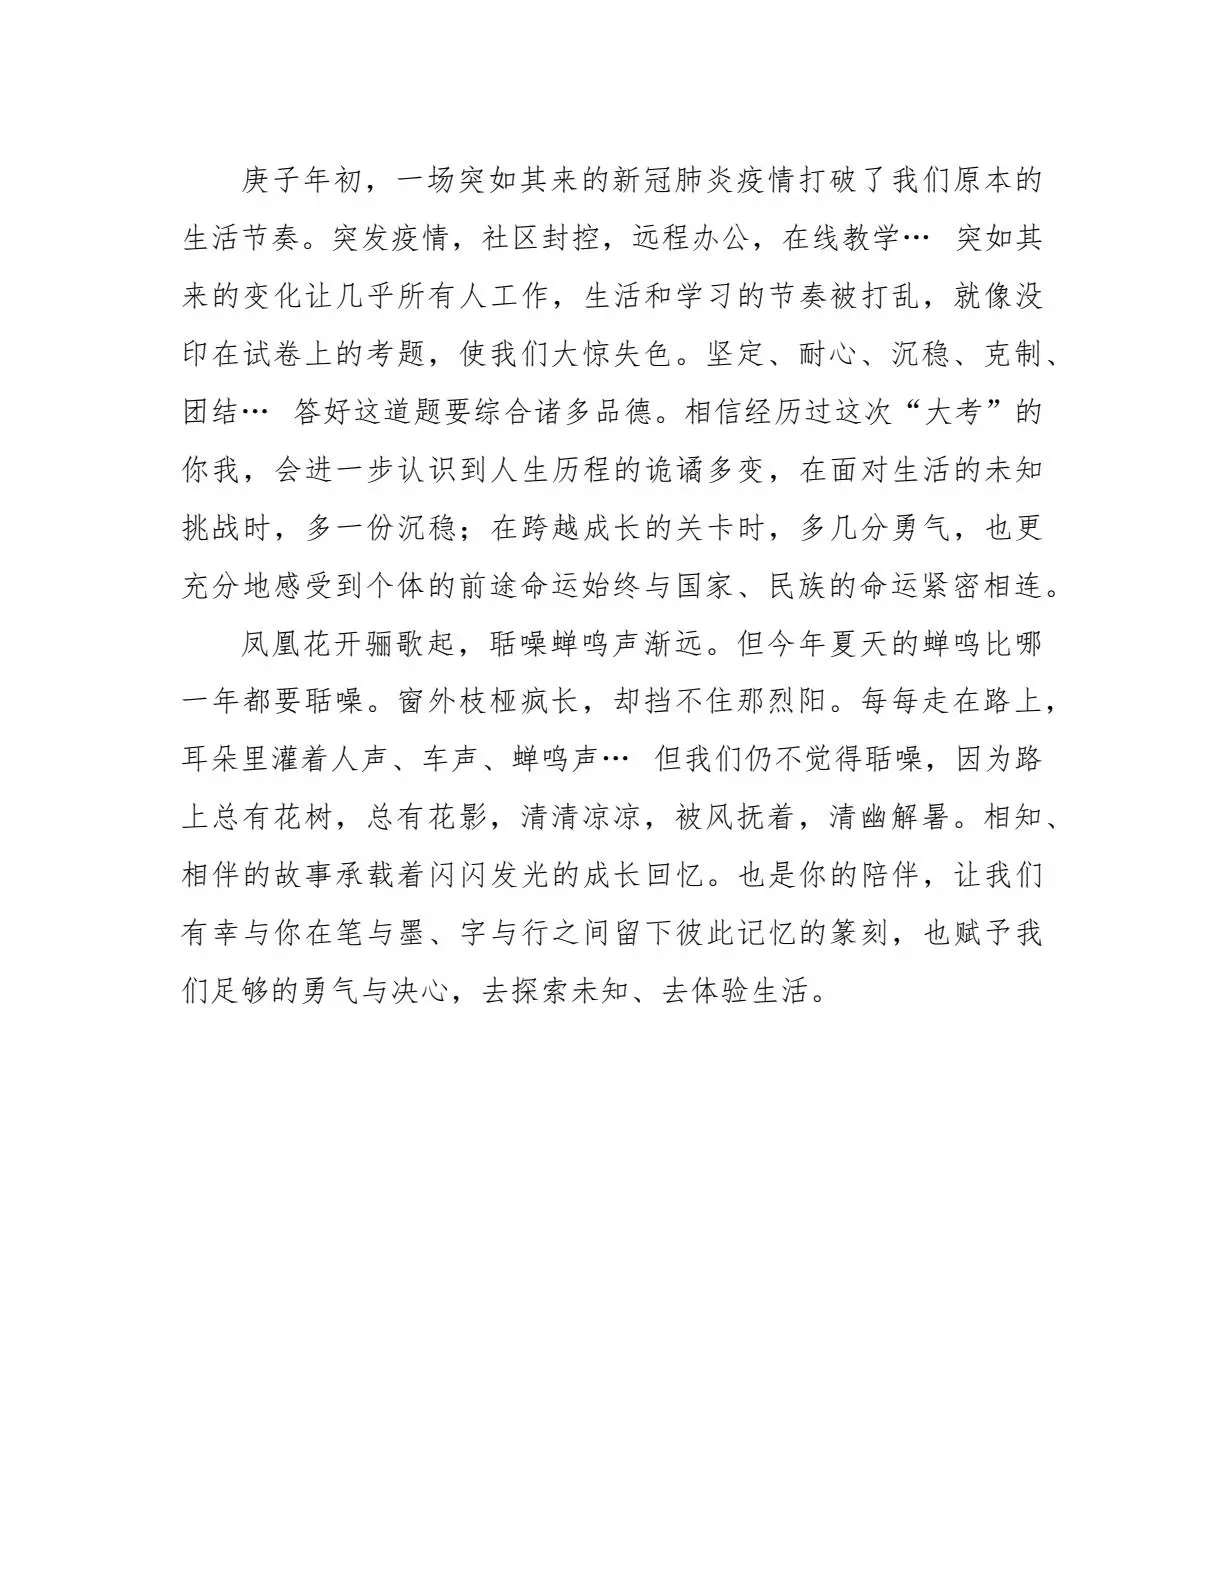 庚子年初，一场突如其来的新冠肺炎疫情打破了我们原本的
生活节奏。突发疫情，社区封控，远程办公，在线教学… 突如其
来的变化让几乎所有人工作，生活和学习的节奏被打乱，就像没
印在试卷上的考题，使我们大惊失色。坚定、耐心、沉稳、克制、
团结… 答好这道题要综合诸多品德。相信经历过这次“大考”的
你我，会进一步认识到人生历程的诡谲多变，在面对生活的未知
挑战时，多一份沉稳；在跨越成长的关卡时，多几分勇气，也更
充分地感受到个体的前途命运始终与国家、民族的命运紧密相连。
凤凰花开骊歌起，聒噪蝉鸣声渐远。但今年夏天的蝉鸣比哪
一年都要聒噪。窗外枝桠疯长，却挡不住那烈阳。每每走在路上，
耳朵里灌着人声、车声、蝉鸣声… 但我们仍不觉得聒噪，因为路
上总有花树，总有花影，清清凉凉，被风抚着，清幽解暑。相知、
相伴的故事承载着闪闪发光的成长回忆。也是你的陪伴，让我们
有幸与你在笔与墨、字与行之间留下彼此记忆的篆刻，也赋予我
们足够的勇气与决心，去探索未知、去体验生活。